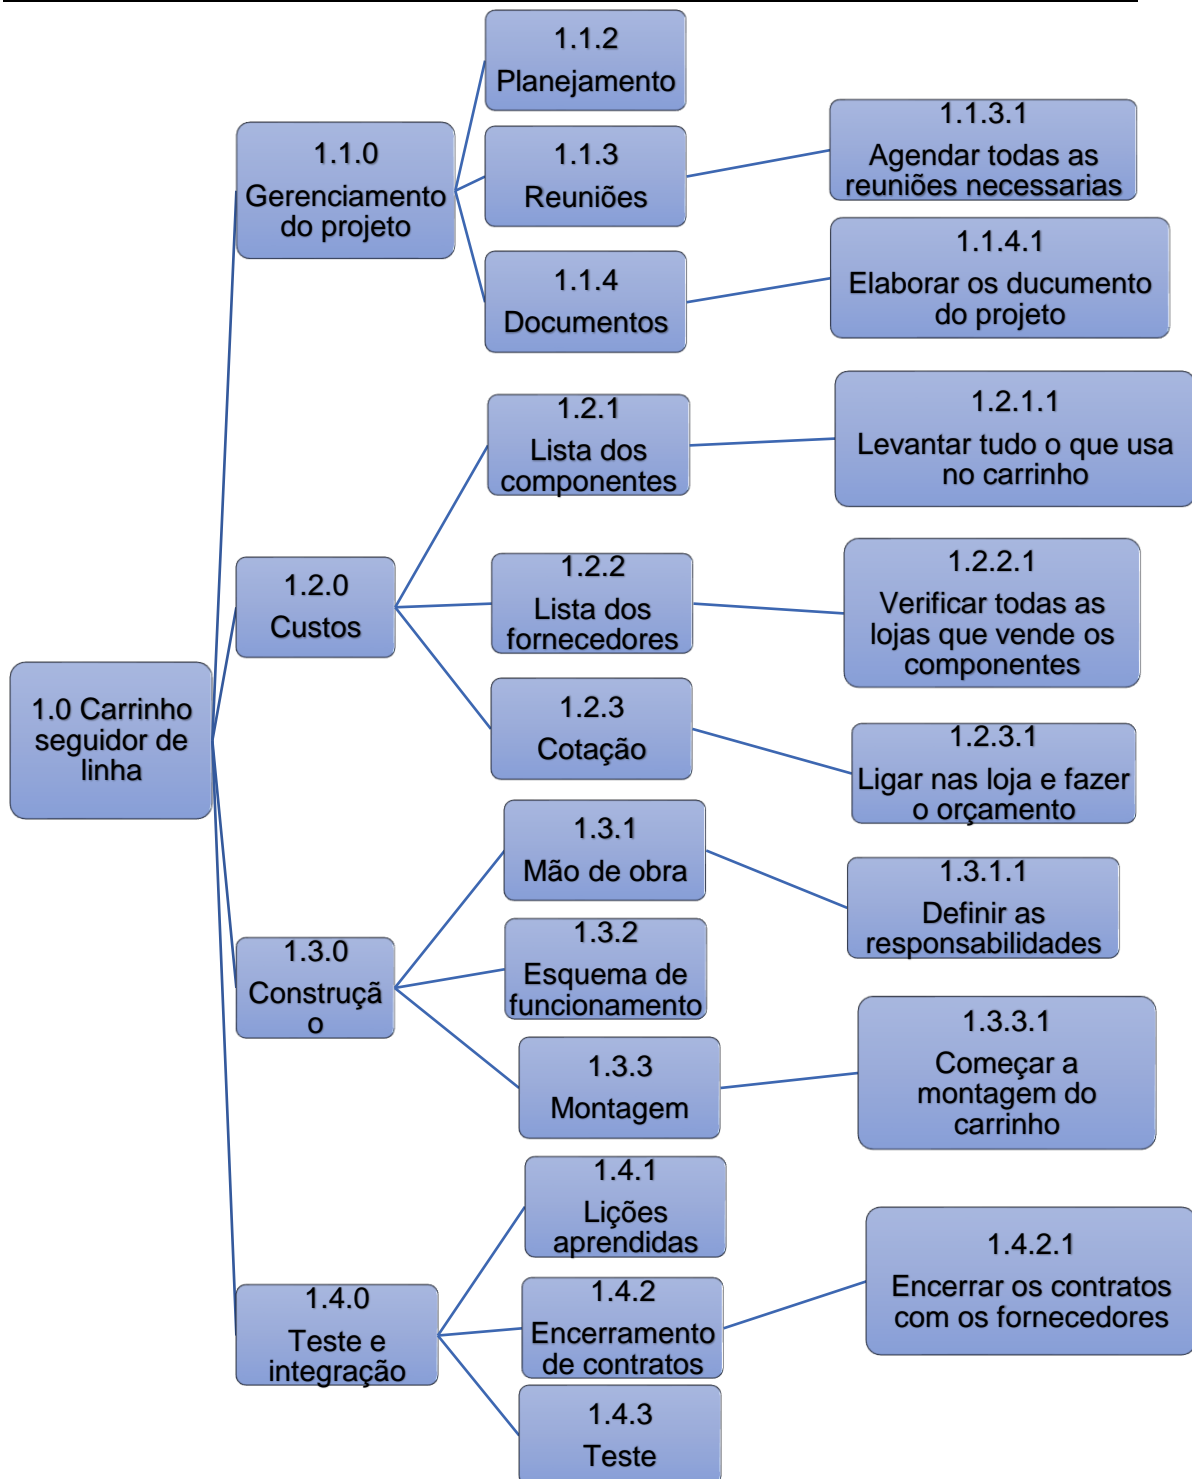 1.0 Carrinho
seguidor de
linha
1.1.0
Gerenciamento
do projeto
1.1.2
Planejamento
1.1.3
Reuniões
1.1.3.1
Agendar todas as
reuniões necessarias
1.1.4
Documentos
1.1.4.1
Elaborar os ducumento
do projeto
1.2.0
Custos
1.2.1
Lista dos
componentes
1.2.1.1
Levantar tudo o que usa
no carrinho
1.2.2
Lista dos
fornecedores
1.2.2.1
Verificar todas as
lojas que vende os
componentes
1.2.3
Cotação
1.2.3.1
Ligar nas loja e fazer
o orçamento
1.3.0
Construçã
o
1.3.1
Mão de obra
1.3.1.1
Definir as
responsabilidades
1.3.2
Esquema de
funcionamento
1.3.3
Montagem
1.3.3.1
Começar a
montagem do
carrinho
1.4.0
Teste e
integração
1.4.1
Lições
aprendidas
1.4.2
Encerramento
de contratos
1.4.2.1
Encerrar os contratos
com os fornecedores
1.4.3
Teste